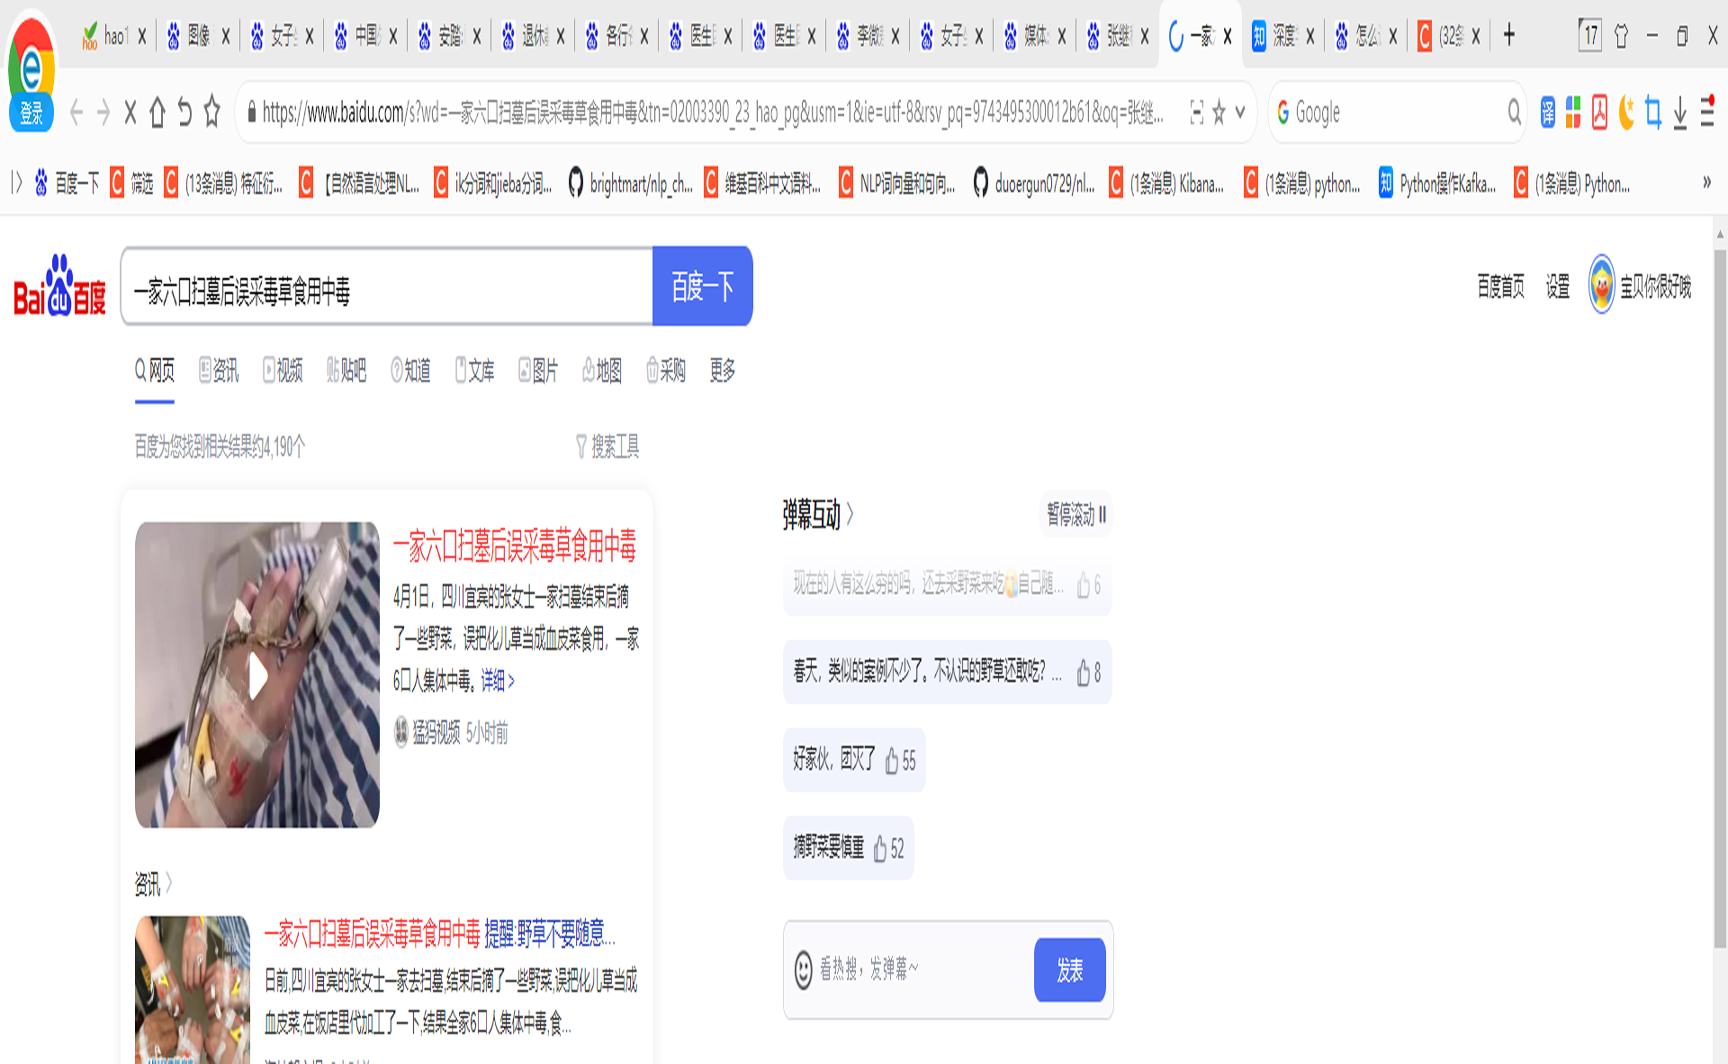 hao1
图像
女子
中国
安踏
退休
各行
医生
医生
李微
女子
媒体
张继
一家
知 深度
怎么
(32条
17
登录
https://www.baidu.com/s?wd=一家六口扫墓后误采毒草食用中毒&tn=02003390_23_hao_pg&usm=1&ie=utf-8&rsv_pq=9743495300012b61&oq=张继...
Google
译
百度一下
筛选
(13条消息) 特征衍...
【自然语言处理NL...
ik分词和jieba分词...
brightmart/nlp_ch...
维基百科中文语料...
NLP词向量和句向...
duoergun0729/nl...
(1条消息) Kibana...
(1条消息) python...
知 Python操作Kafka...
(1条消息) Python...
»
Bai du 百度
一家六口扫墓后误采毒草食用中毒
百度一下
百度首页 设置 宝贝你很好哦
网页 资讯 视频 贴吧 知道 文库 图片 地图 采购 更多
百度为您找到相关结果约4,190个
搜索工具
一家六口扫墓后误采毒草食用中毒
4月1日，四川宜宾的张女士一家扫墓结束后摘
了一些野菜，误把化儿草当成血皮菜食用，一家
6口人集体中毒。详细>
猛犸视频 5小时前
资讯
一家六口扫墓后误采毒草食用中毒 提醒:野草不要随意...
日前,四川宜宾的张女士一家去扫墓,结束后摘了一些野菜,误把化儿草当成
血皮菜,在饭店里代加工了一下,结果全家6口人集体中毒,食...
弹幕互动
暂停滚动
现在的人有这么穷的吗，还去采野菜来吃自己随... 6
春天，类似的案例不少了。不认识的野草还敢吃？... 8
好家伙，团灭了 55
摘野菜要慎重 52
看热搜，发弹幕~
发表